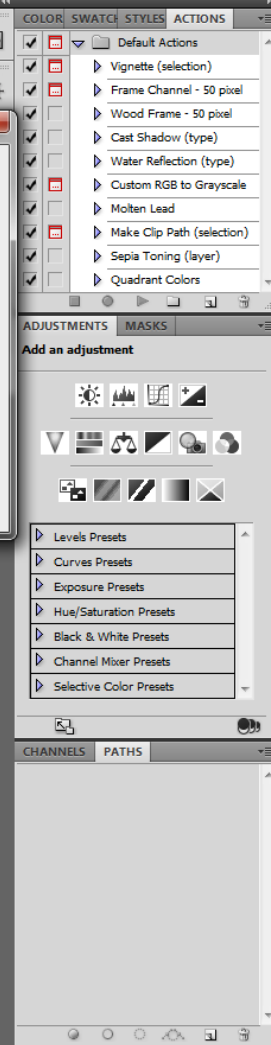 COLOR SWATCH STYLES ACTIONS
Default Actions
Vignette (selection)
Frame Channel - 50 pixel
Wood Frame - 50 pixel
Cast Shadow (type)
Water Reflection (type)
Custom RGB to Grayscale
Molten Lead
Make Clip Path (selection)
Sepia Toning (layer)
Quadrant Colors
ADJUSTMENTS MASKS
Add an adjustment
Levels Presets
Curves Presets
Exposure Presets
Hue/Saturation Presets
Black & White Presets
Channel Mixer Presets
Selective Color Presets
CHANNELS PATHS